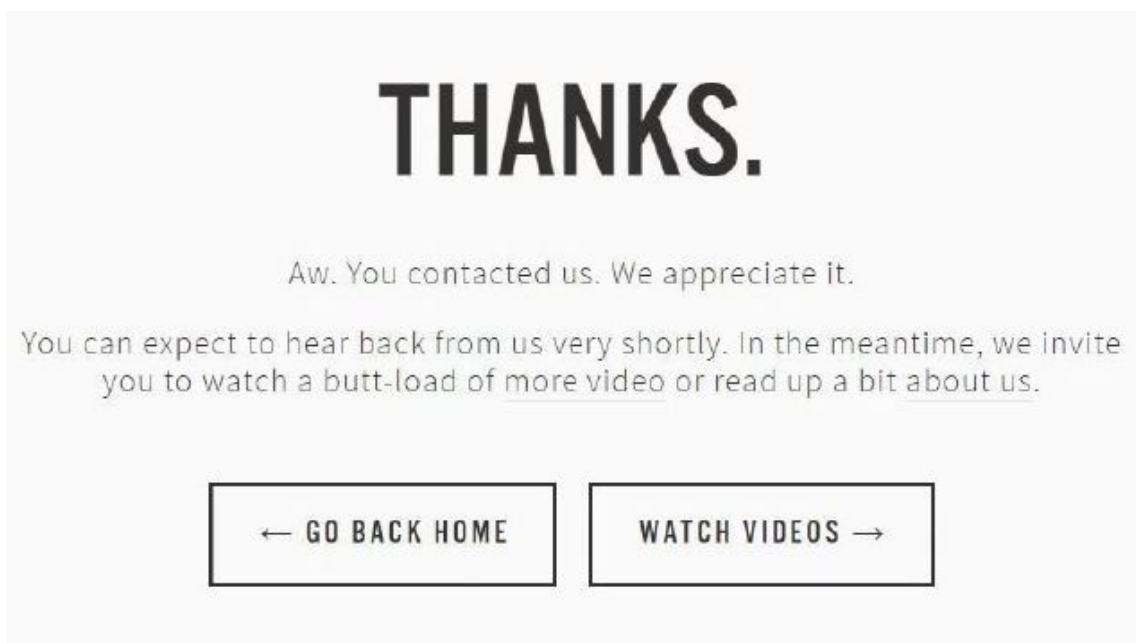 THANKS.
Aw. You contacted us. We appreciate it.
You can expect to hear back from us very shortly. In the meantime, we invite
you to watch a butt-load of more video or read up a bit about us.
← GO BACK HOME
WATCH VIDEOS →